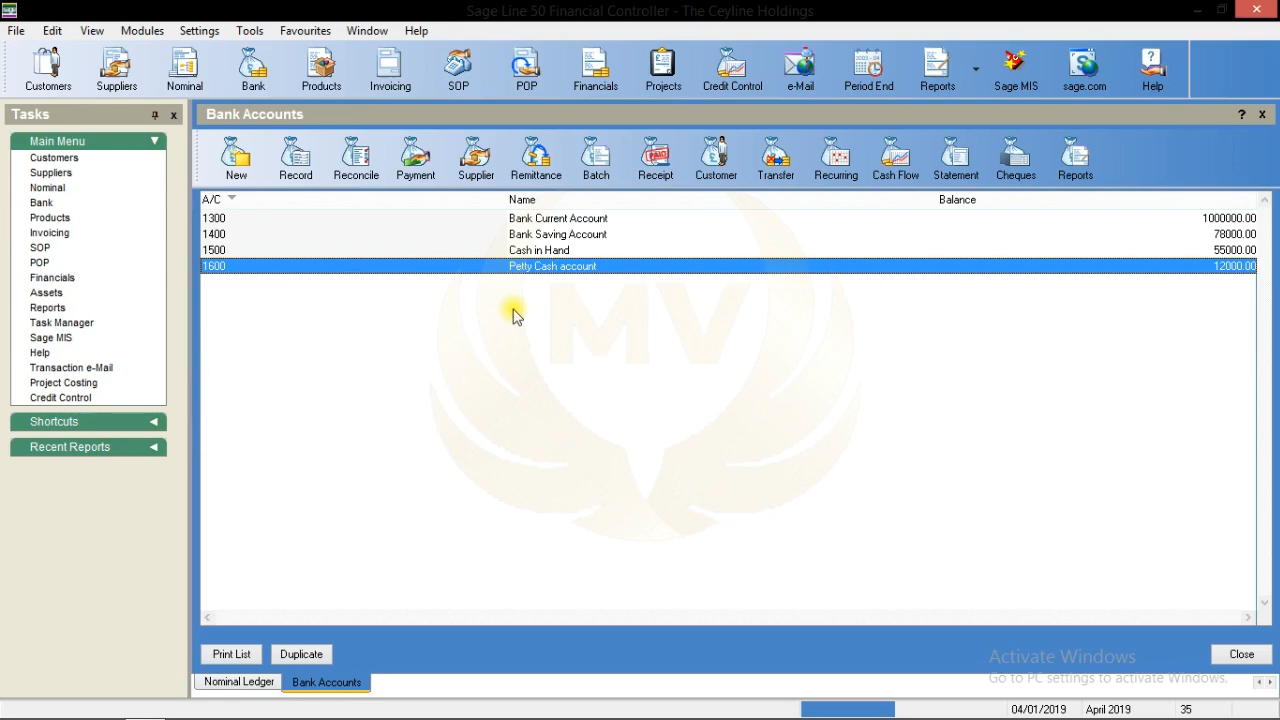 Sage Line 50 Financial Controller - The Ceyline Holdings
File Edit View Modules Settings Tools Favourites Window Help
Customers Suppliers Nominal Bank Products Invoicing SOP POP Financials Projects Credit Control e-Mail Period End Reports Sage MIS sage.com Help
Tasks
Main Menu
Customers
Suppliers
Nominal
Bank
Products
Invoicing
SOP
POP
Financials
Assets
Reports
Task Manager
Sage MIS
Help
Transaction e-Mail
Project Costing
Credit Control
Shortcuts
Recent Reports
Bank Accounts
New Record Reconcile Payment Supplier Remittance Batch Receipt Customer Transfer Recurring Cash Flow Statement Cheques Reports
A/C Name Balance
1300 Bank Current Account 1000000.00
1400 Bank Saving Account 78000.00
1500 Cash in Hand 55000.00
1600 Petty Cash account 12000.00
MV
Print List Duplicate Close
Activate Windows
Go to PC settings to activate Windows.
Nominal Ledger Bank Accounts
04/01/2019 April 2019 35